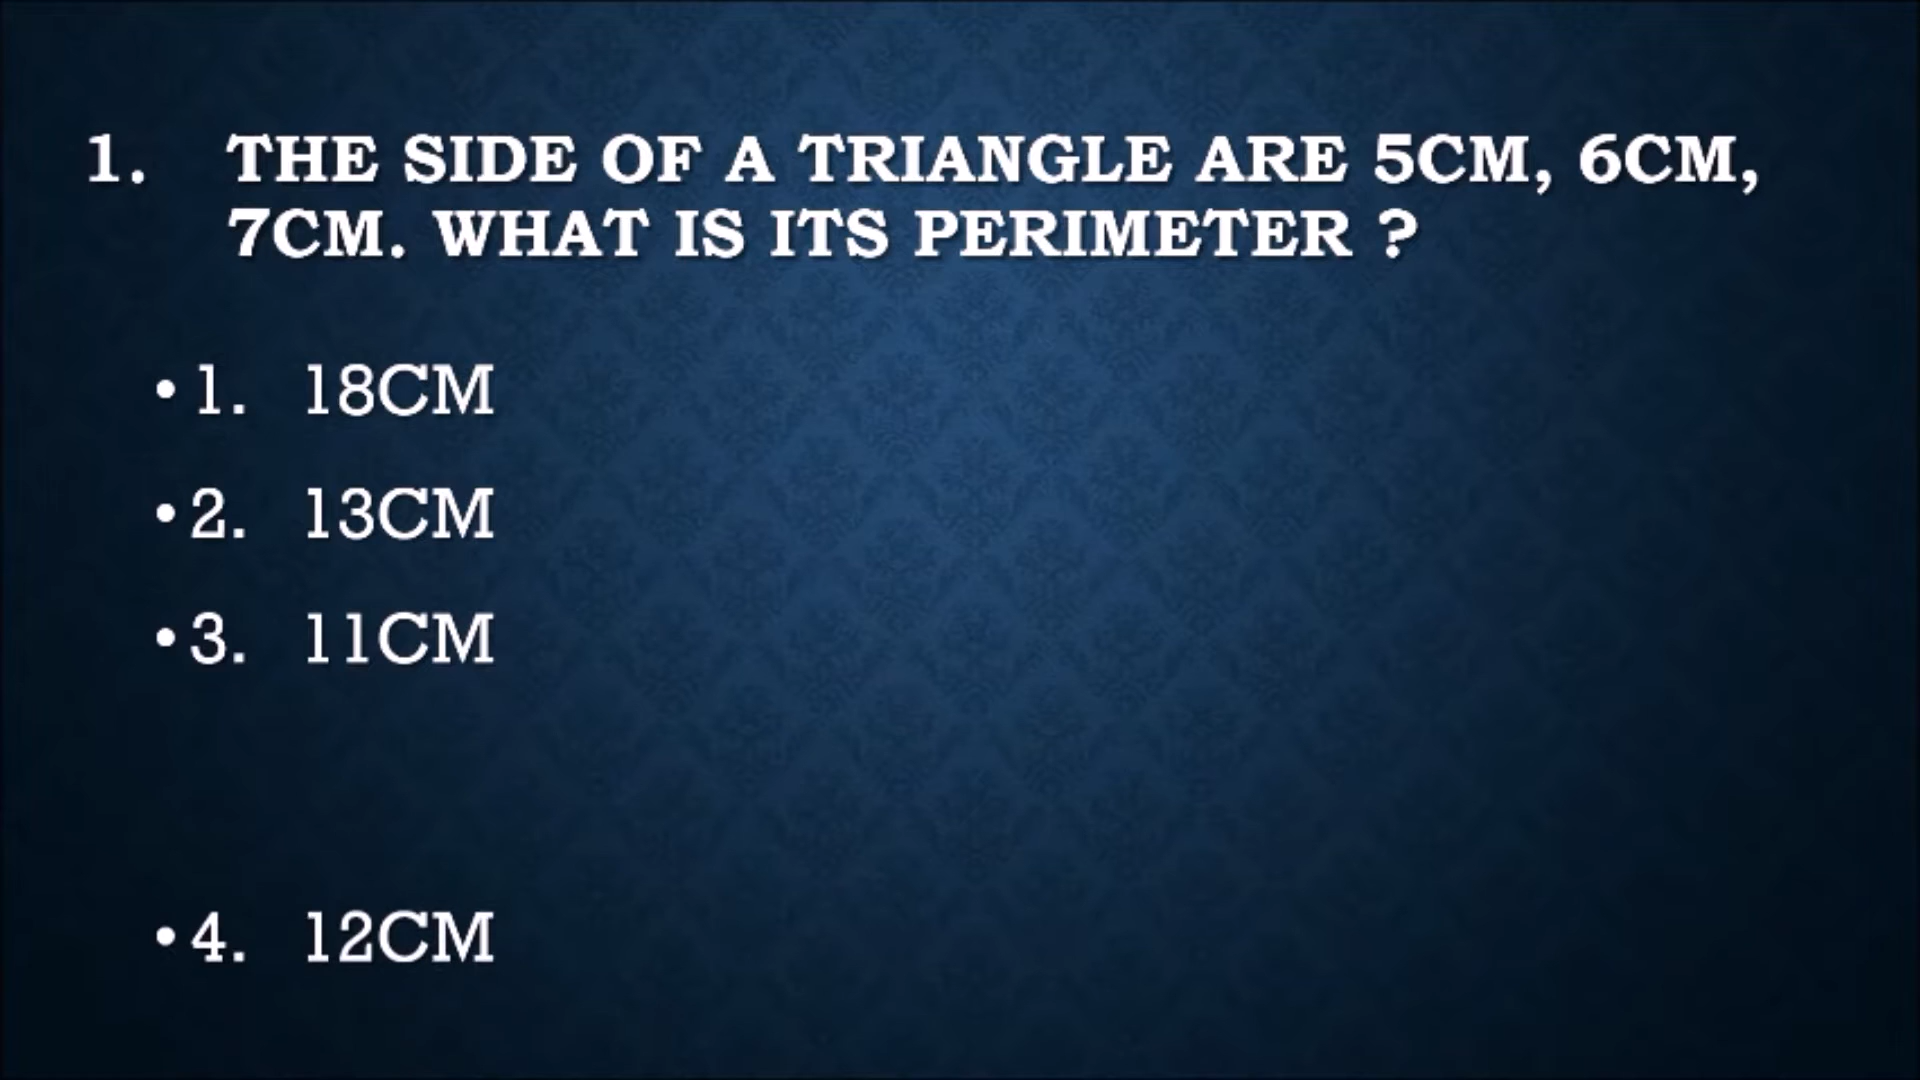 1. THE SIDE OF A TRIANGLE ARE 5CM, 6CM,
7CM. WHAT IS ITS PERIMETER ?
• 1. 18CM
• 2. 13CM
• 3. 11CM
• 4. 12CM